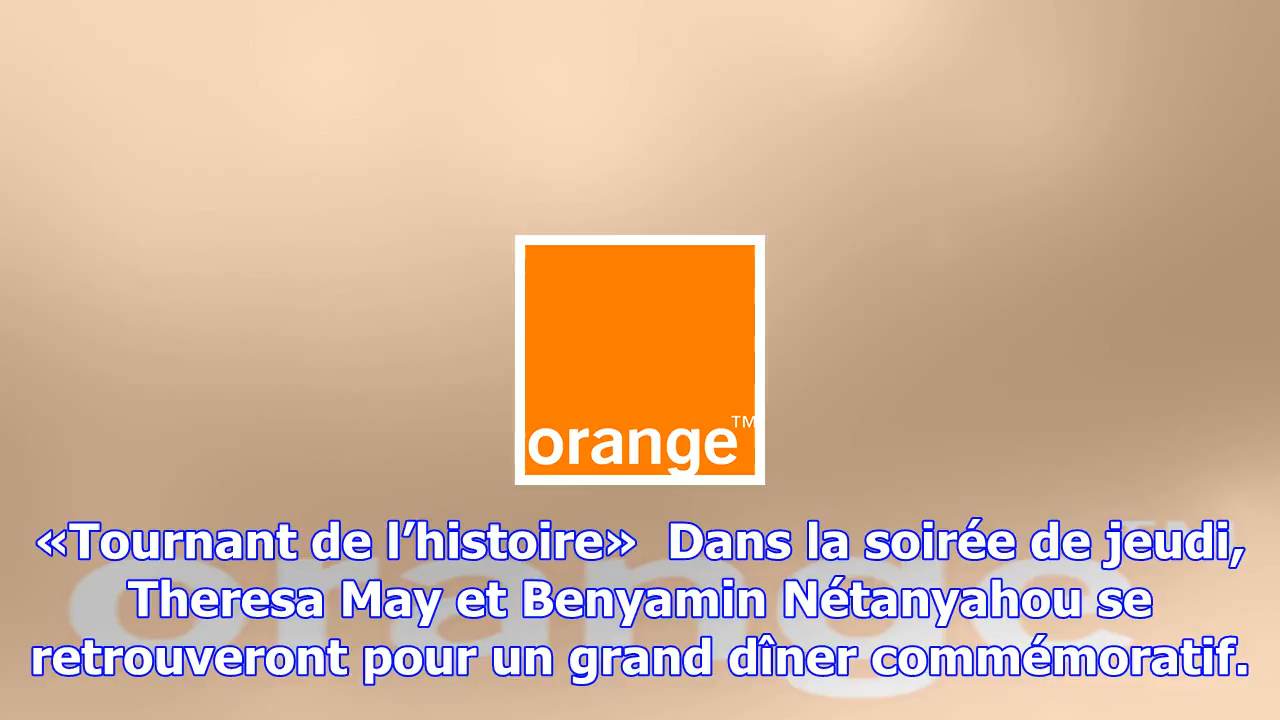 orange™
«Tournant de l’histoire»  Dans la soirée de jeudi,
Theresa May et Benyamin Nétanyahou se
retrouveront pour un grand dîner commémoratif.
orange™